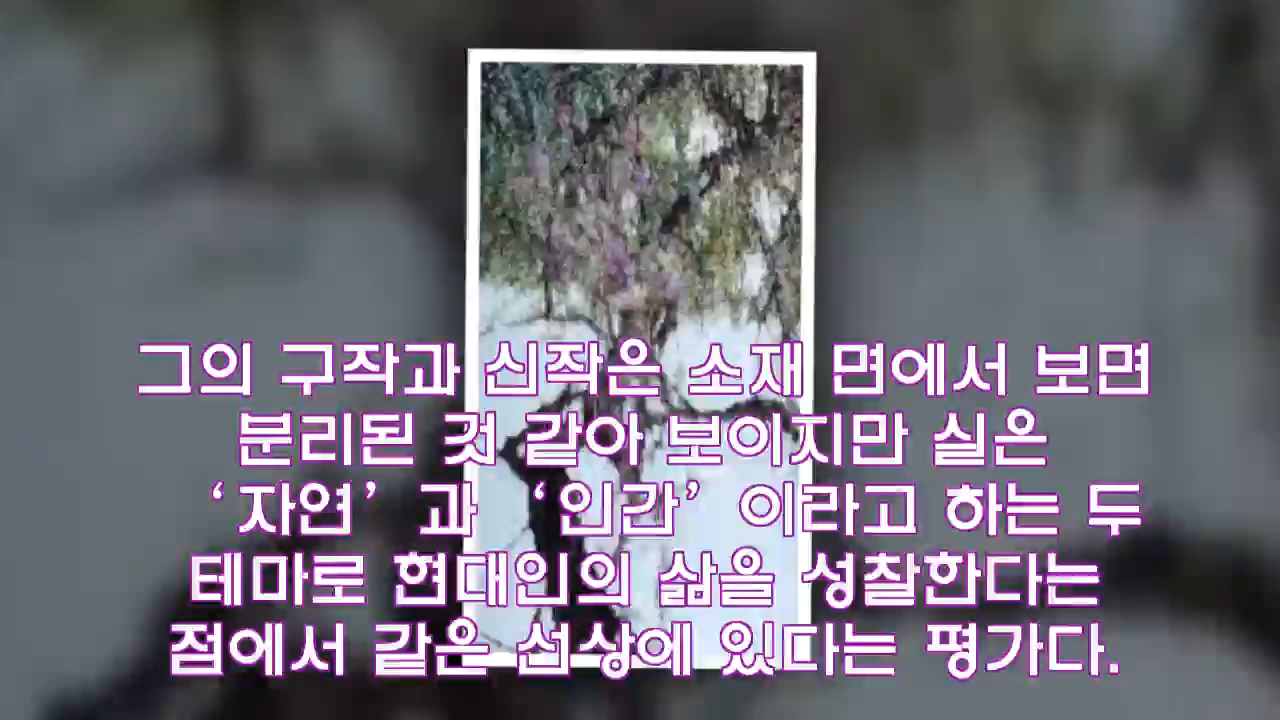 그의 구작과 신작은 소재 면에서 보면
분리된 것 같아 보이지만 실은
‘자연’과 ‘인간’이라고 하는 두
테마로 현대인의 삶을 성찰한다는
점에서 같은 선상에 있다는 평가다.